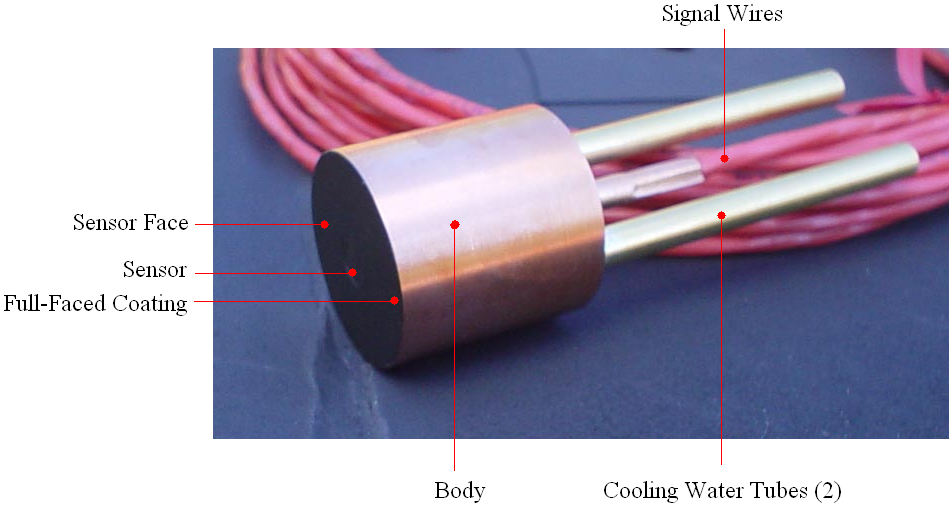 Signal Wires
Sensor Face
Sensor
Full-Faced Coating
Body
Cooling Water Tubes (2)